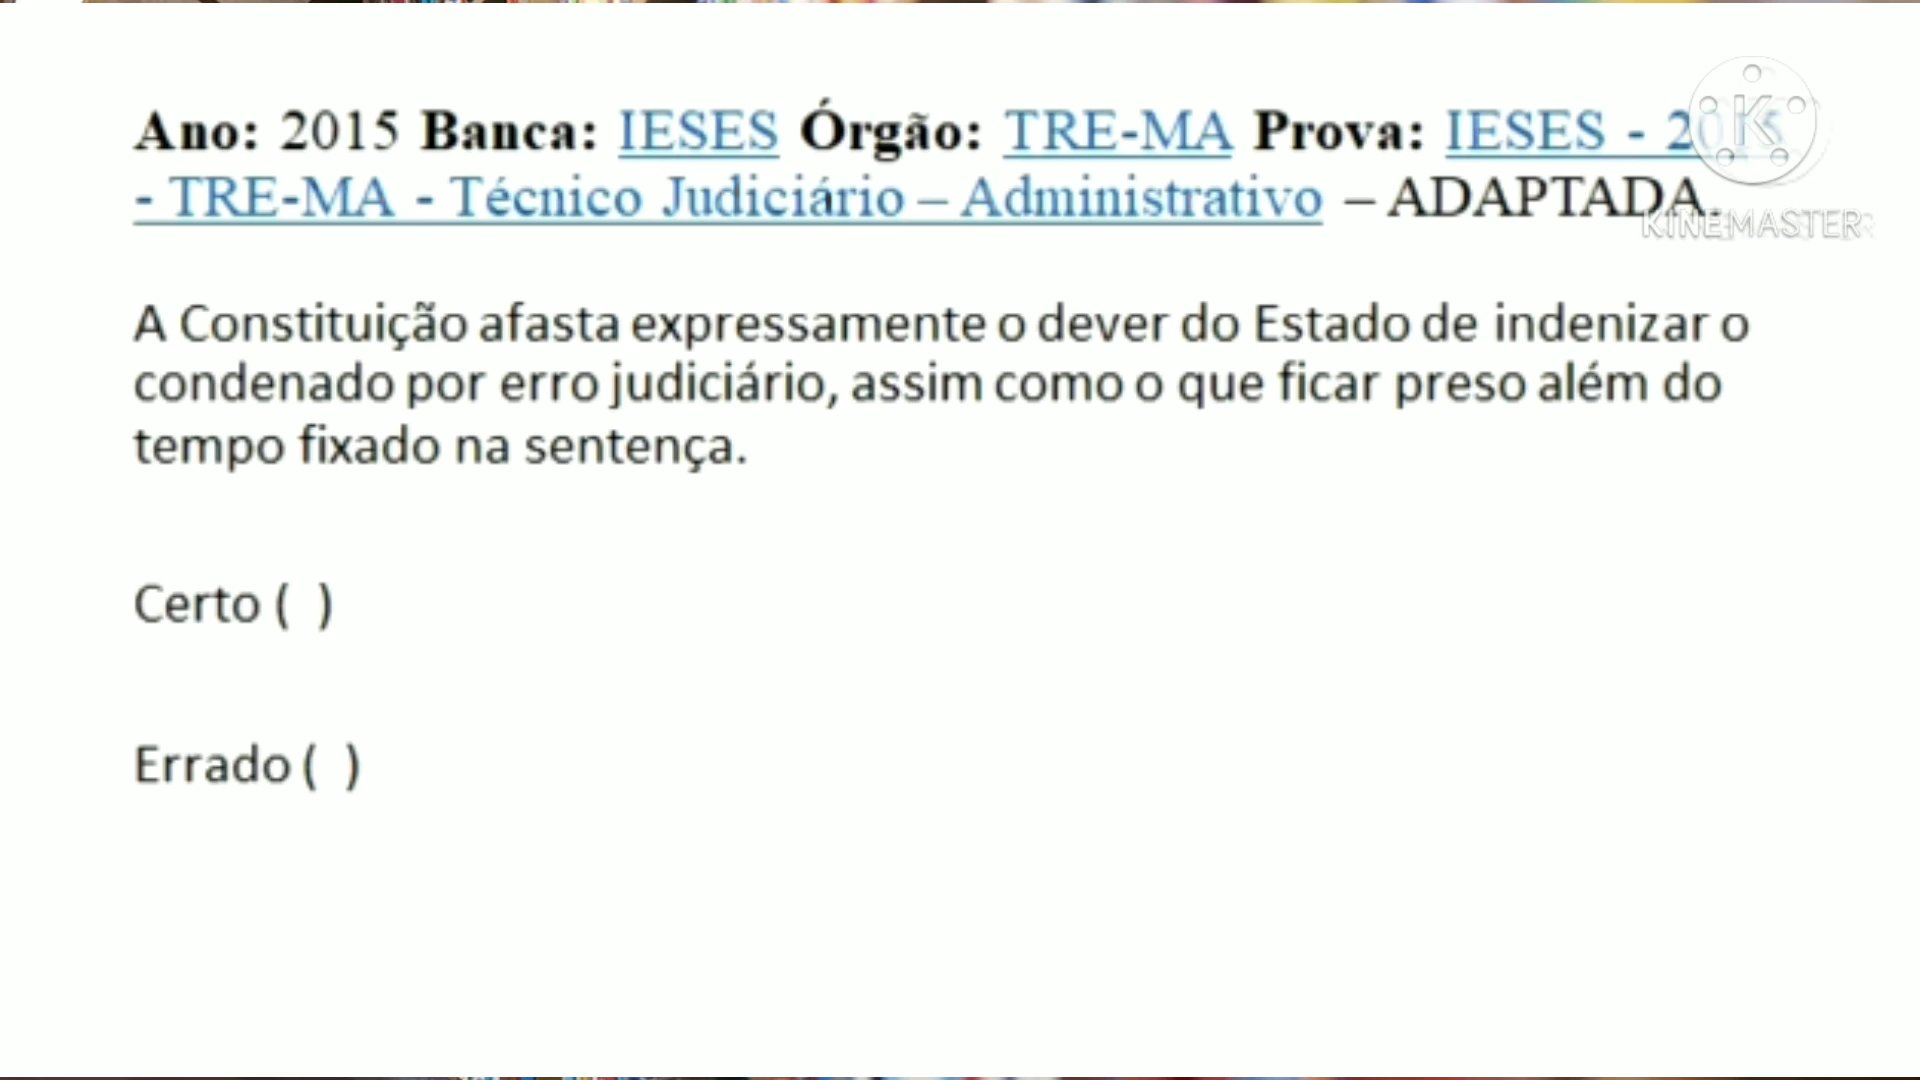 Ano: 2015 Banca: IESES Órgão: TRE-MA Prova: IESES - 2015
- TRE-MA - Técnico Judiciário – Administrativo – ADAPTADA.
KINEMASTER
A Constituição afasta expressamente o dever do Estado de indenizar o
condenado por erro judiciário, assim como o que ficar preso além do
tempo fixado na sentença.
Certo ( )
Errado ( )